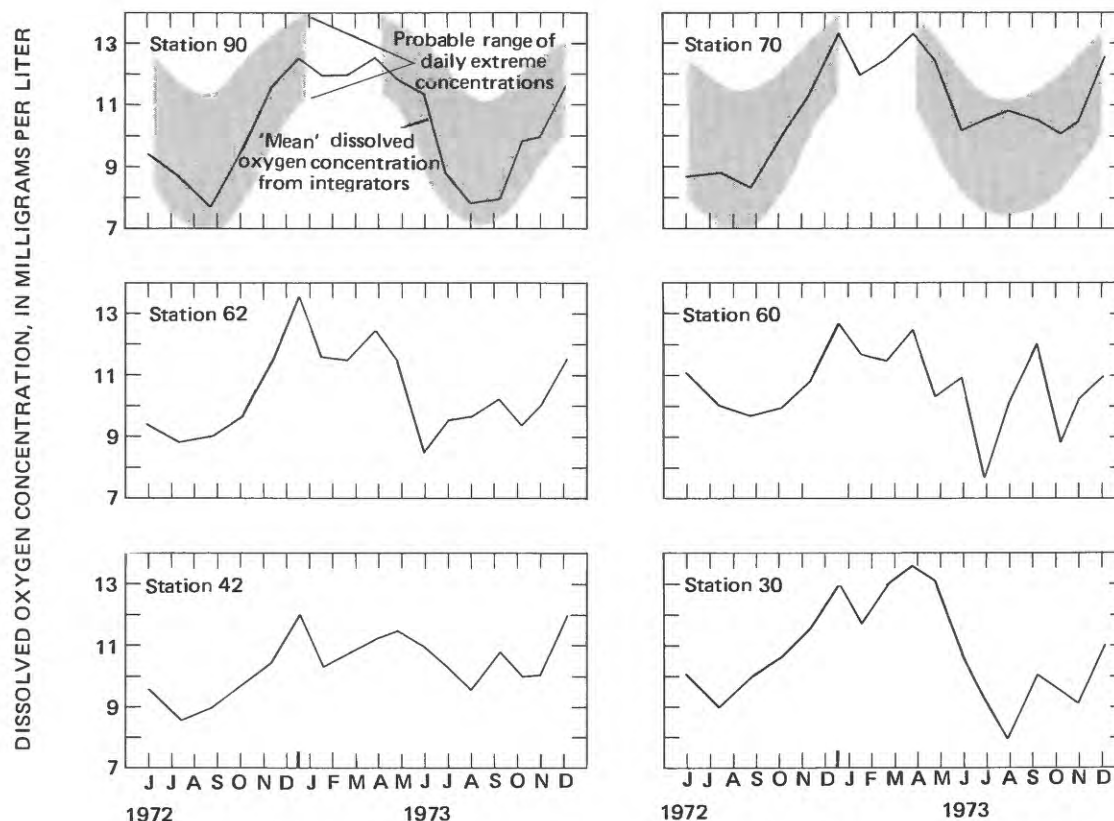 DISSOLVED OXYGEN CONCENTRATION, IN MILLIGRAMS PER LITER
Station 90
13
11
9
7
Probable range of
daily extreme
concentrations
'Mean' dissolved
oxygen concentration
from integrators
Station 70
Station 62
13
11
9
7
Station 60
Station 42
13
11
9
7
Station 30
J J A S O N D J F M A M J J A S O N D
1972 1973
J J A S O N D J F M A M J J A S O N D
1972 1973